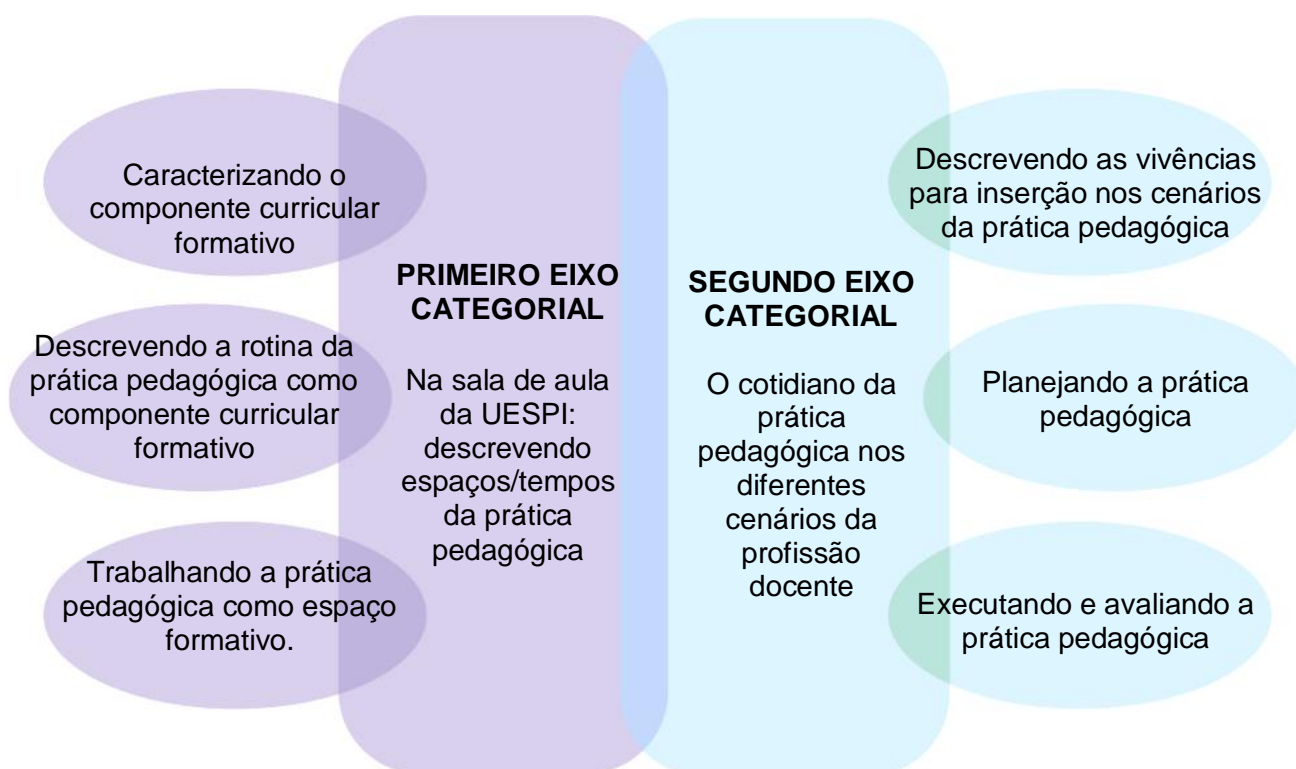 Caracterizando o
componente curricular
formativo
Descrevendo a rotina da
prática pedagógica como
componente curricular
formativo
Trabalhando a prática
pedagógica como espaço
formativo.
PRIMEIRO EIXO
CATEGORIAL
Na sala de aula
da UESPI:
descrevendo
espaços/tempos
da prática
pedagógica
SEGUNDO EIXO
CATEGORIAL
O cotidiano da
prática
pedagógica nos
diferentes
cenários da
profissão
docente
Descrevendo as vivências
para inserção nos cenários
da prática pedagógica
Planejando a prática
pedagógica
Executando e avaliando a
prática pedagógica